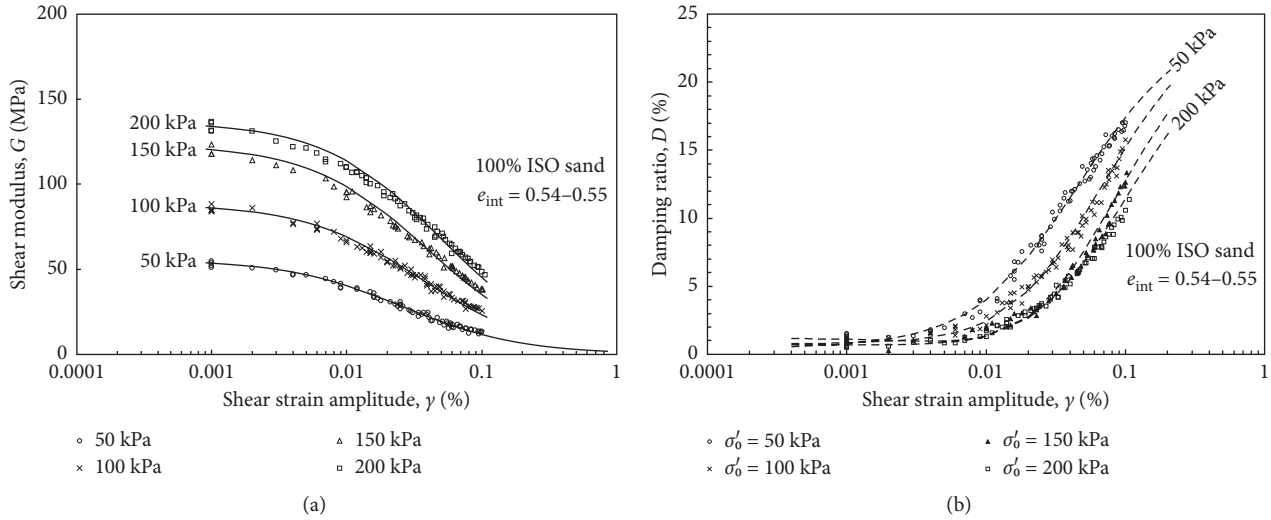 200
150
100
50
0
Shear modulus, G (MPa)
200 kPa
150 kPa
100 kPa
50 kPa
100% ISO sand
e_int = 0.54–0.55
0.0001 0.001 0.01 0.1 1
Shear strain amplitude, γ (%)
50 kPa
100 kPa
150 kPa
200 kPa
(a)
25
20
15
10
5
0
Damping ratio, D (%)
50 kPa
200 kPa
100% ISO sand
e_int = 0.54–0.55
0.0001 0.001 0.01 0.1 1
Shear strain amplitude, γ (%)
σ′₀ = 50 kPa
σ′₀ = 100 kPa
σ′₀ = 150 kPa
σ′₀ = 200 kPa
(b)